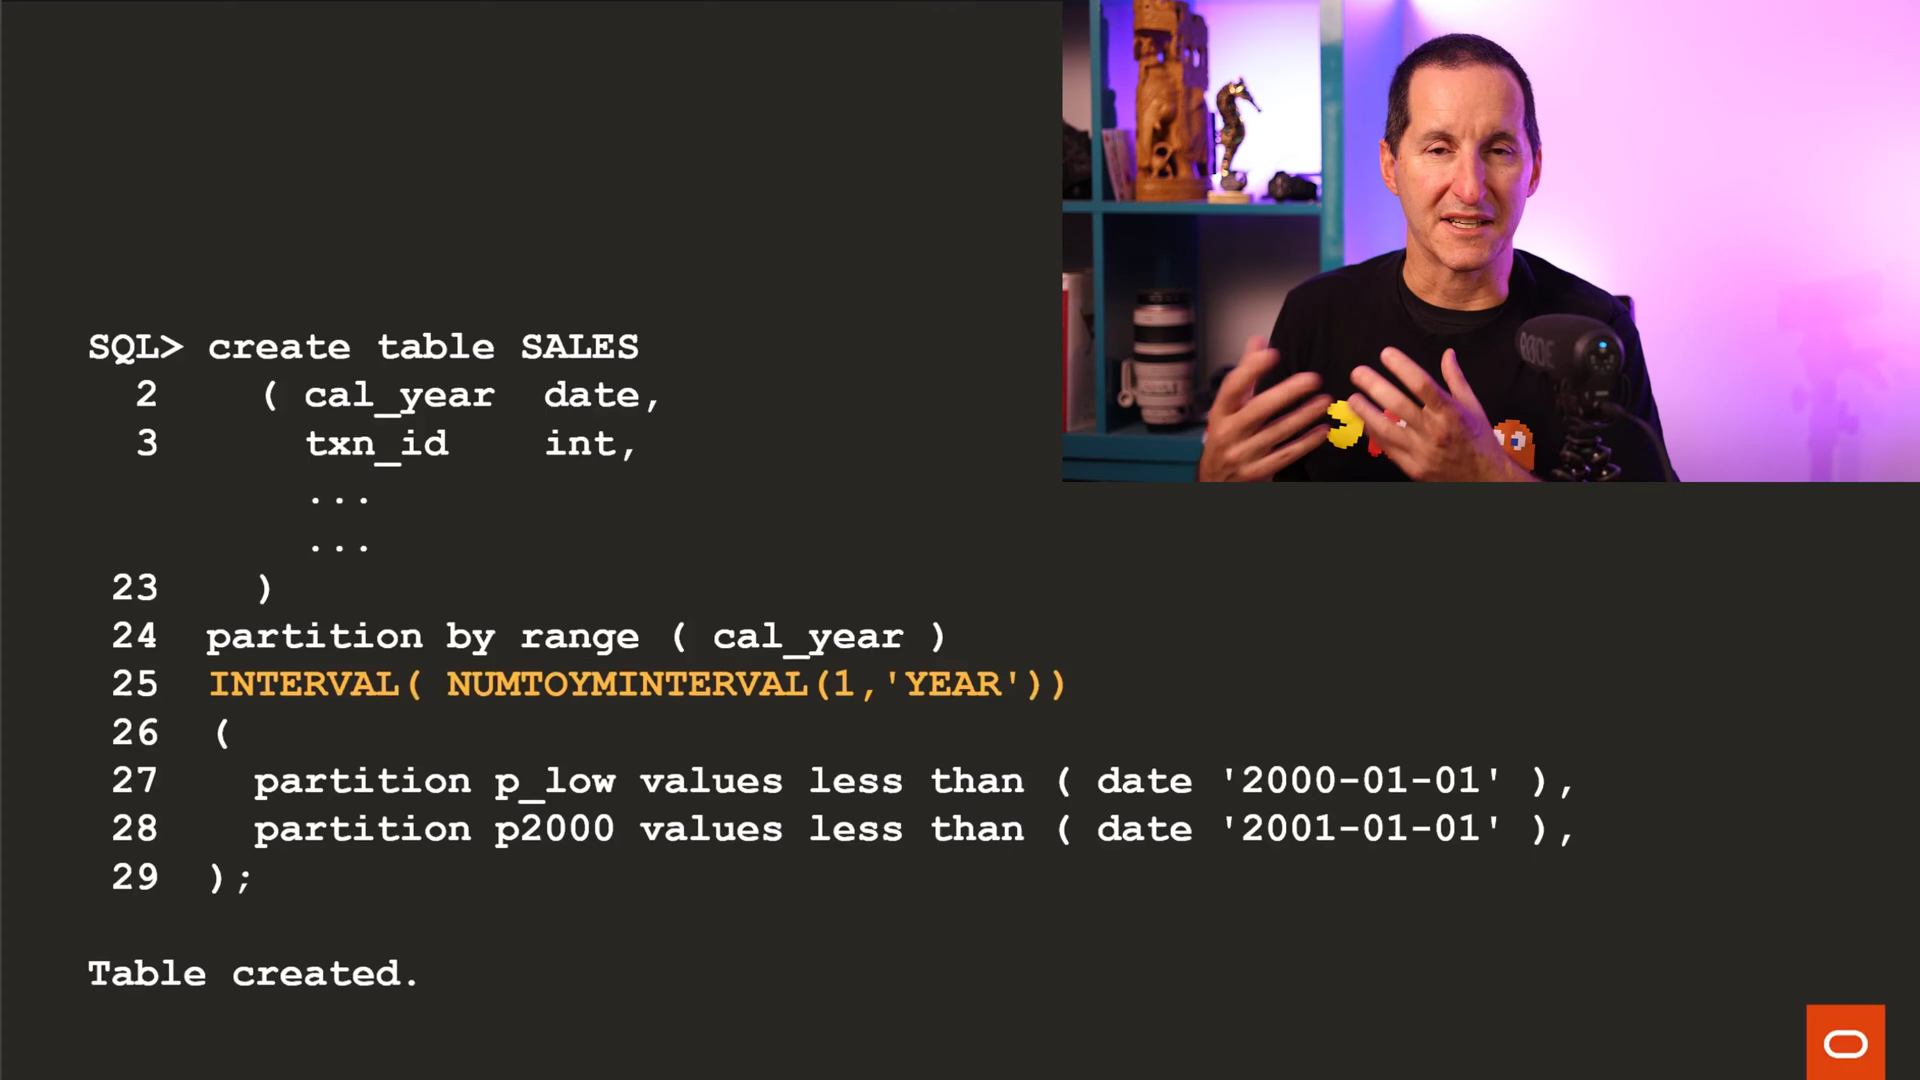 SQL> create table SALES
2 ( cal_year date,
3 txn_id int,
...
...
23 )
24 partition by range ( cal_year )
25 INTERVAL( NUMTOYMINTERVAL(1,'YEAR'))
26 (
27 partition p_low values less than ( date '2000-01-01' ),
28 partition p2000 values less than ( date '2001-01-01' ),
29 );
Table created.
RØDE